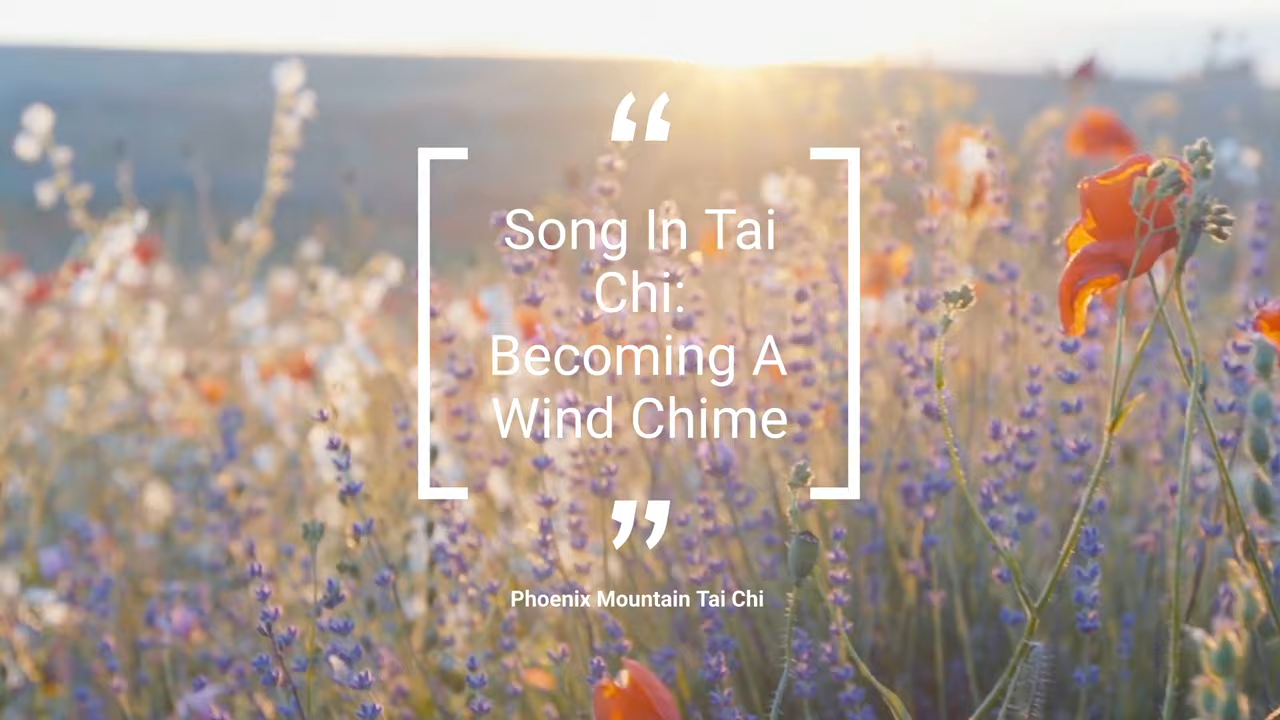 “
Song In Tai
Chi:
Becoming A
Wind Chime
”
Phoenix Mountain Tai Chi